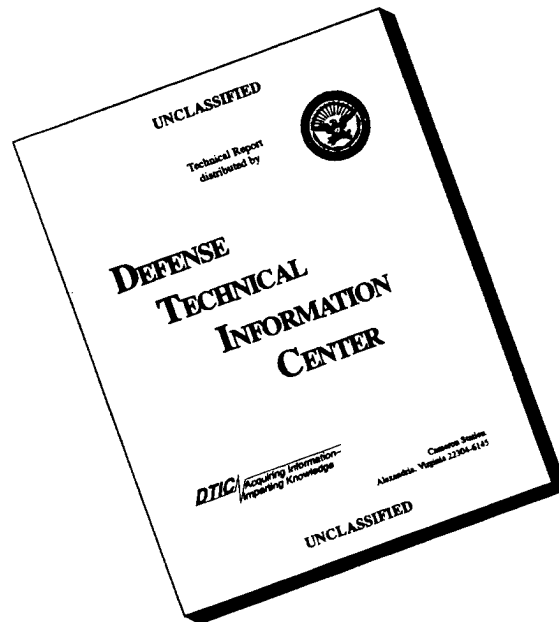 UNCLASSIFIED
Technical Report
distributed by
DEFENSE
TECHNICAL
INFORMATION
CENTER
DTIC Acquiring Information–
Imparting Knowledge
Cameron Station
Alexandria, Virginia 22304-6145
UNCLASSIFIED